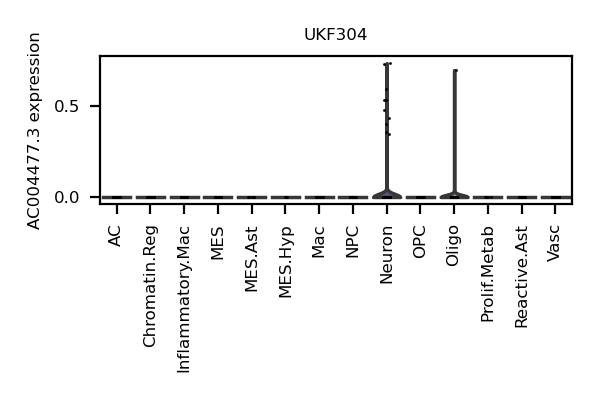 UKF304
AC004477.3 expression
0.5
0.0
AC
Chromatin.Reg
Inflammatory.Mac
MES
MES.Ast
MES.Hyp
Mac
NPC
Neuron
OPC
Oligo
Prolif.Metab
Reactive.Ast
Vasc